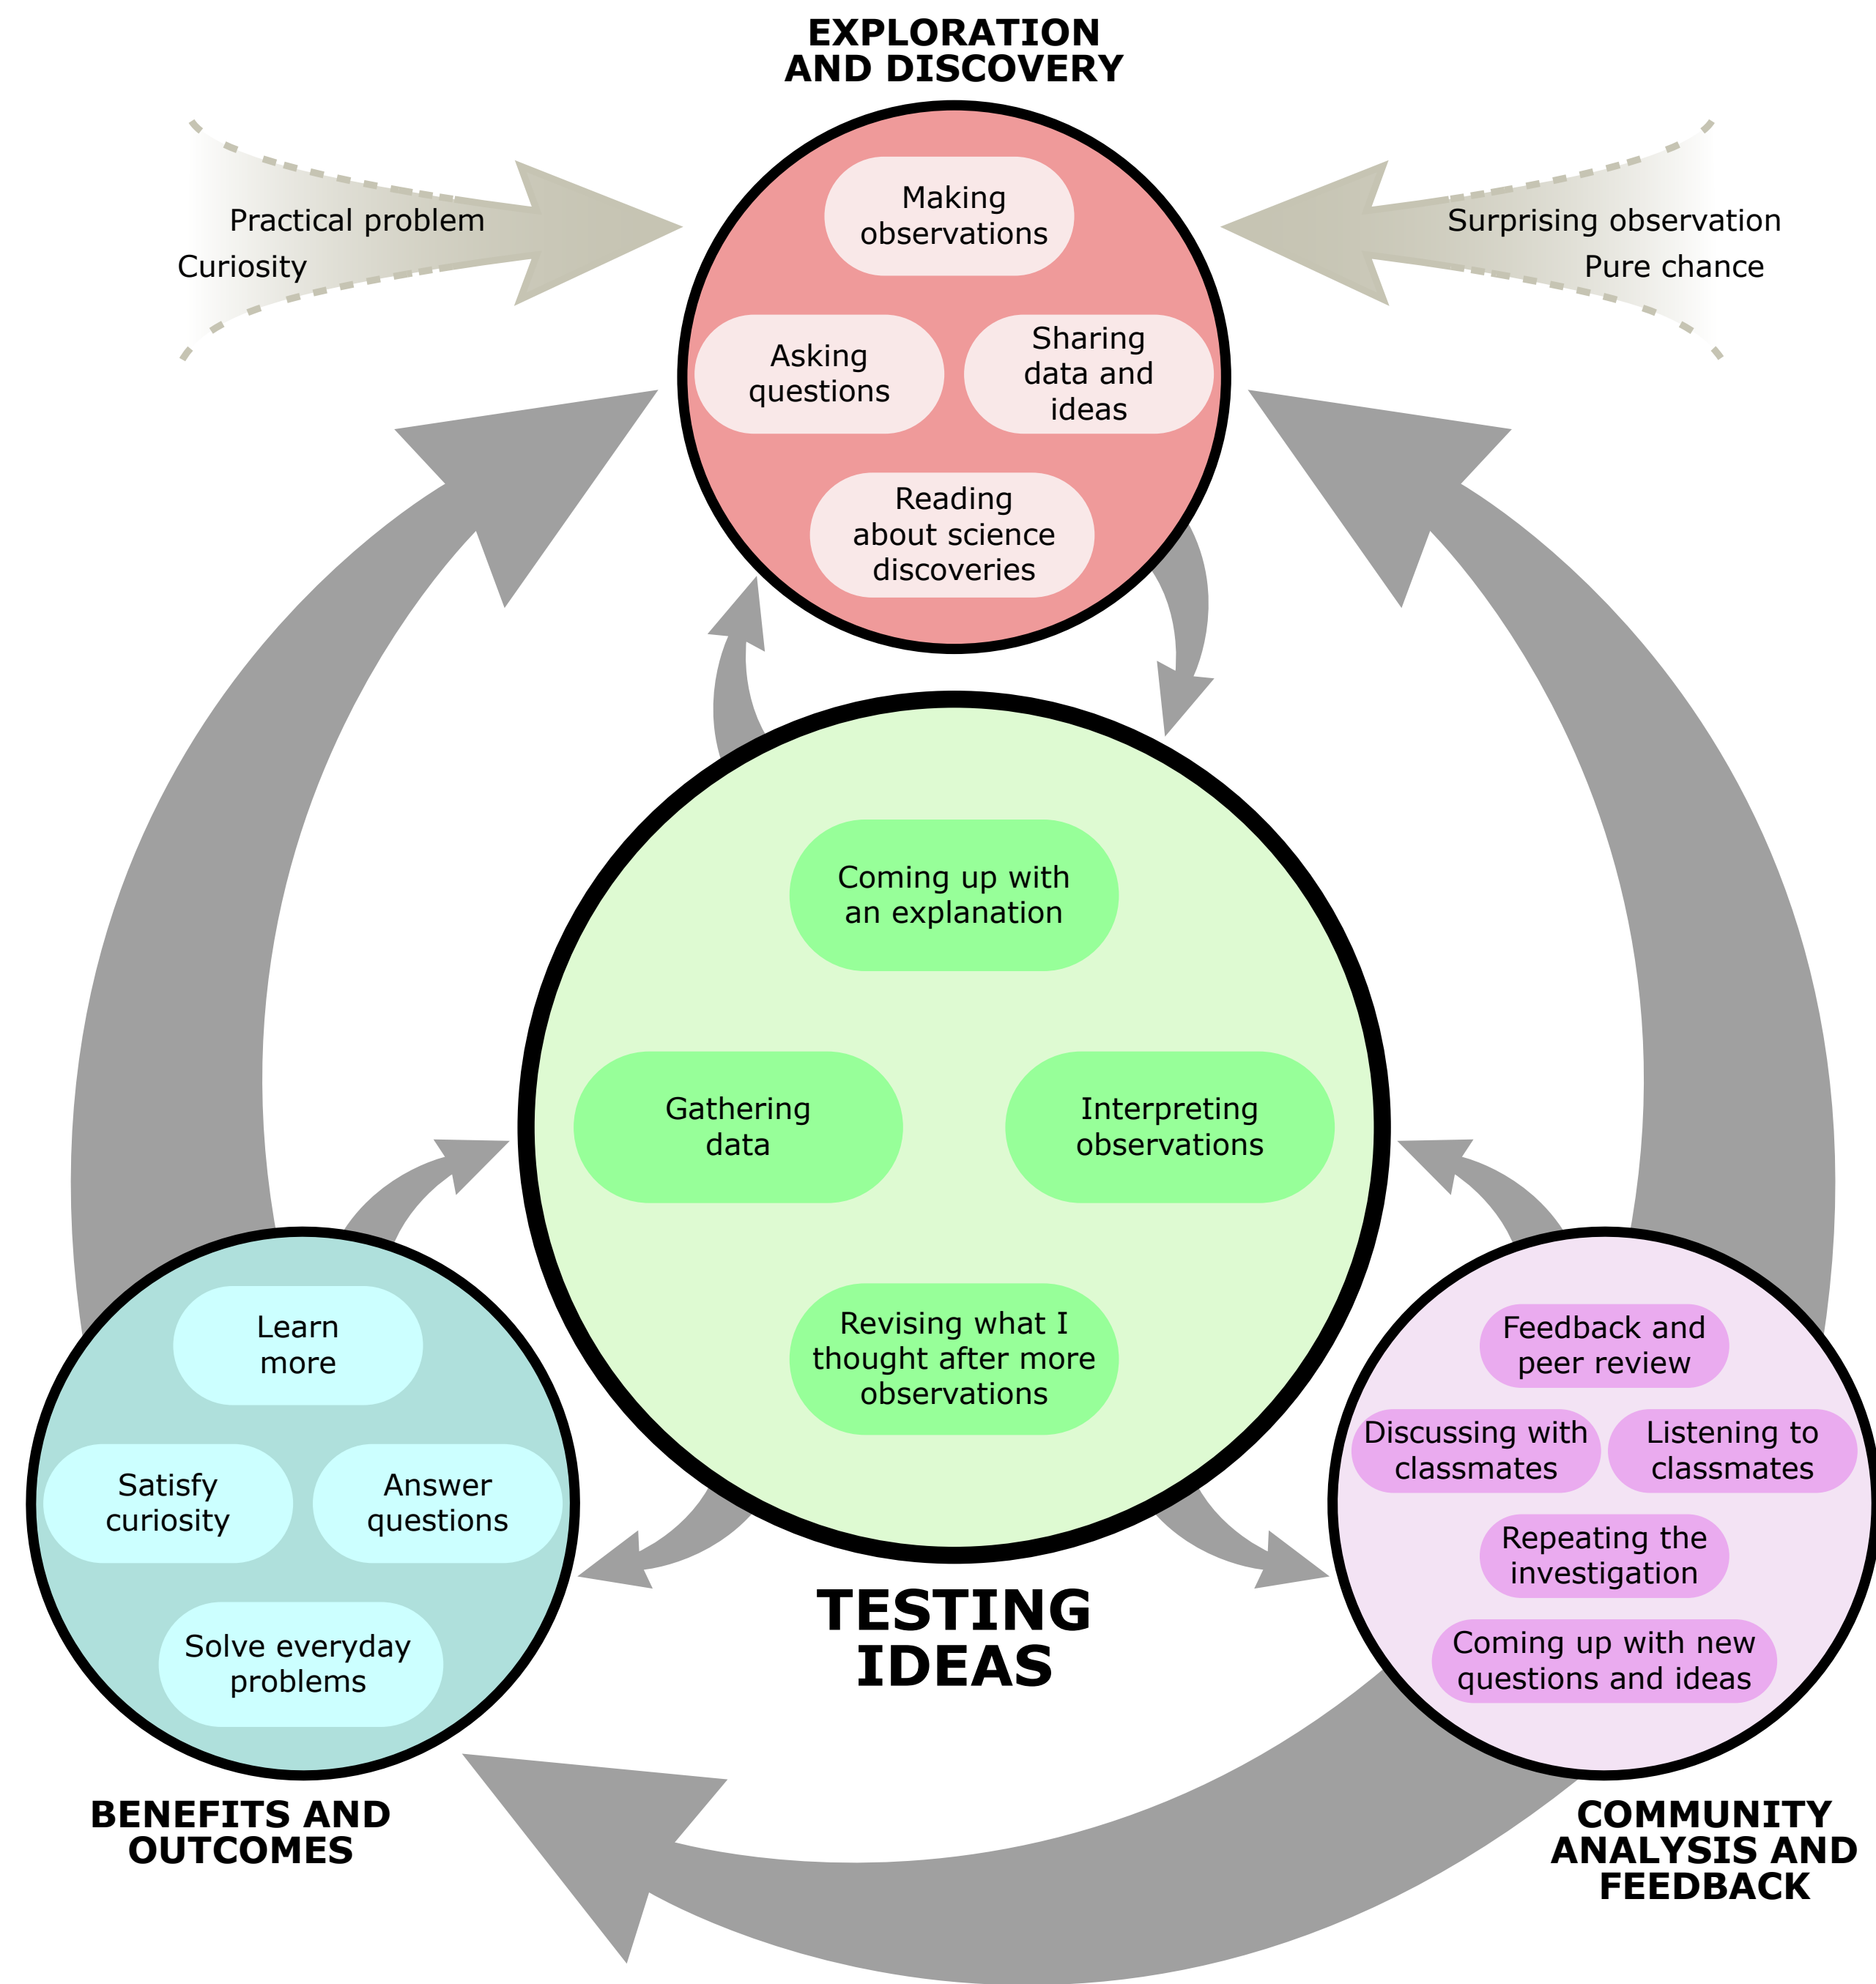 EXPLORATION
AND DISCOVERY
Practical problem
Curiosity
Surprising observation
Pure chance
Making
observations
Asking
questions
Sharing
data and
ideas
Reading
about science
discoveries
Coming up with
an explanation
Gathering
data
Interpreting
observations
Revising what I
thought after more
observations
TESTING
IDEAS
Learn
more
Satisfy
curiosity
Answer
questions
Solve everyday
problems
BENEFITS AND
OUTCOMES
Feedback and
peer review
Discussing with
classmates
Listening to
classmates
Repeating the
investigation
Coming up with new
questions and ideas
COMMUNITY
ANALYSIS AND
FEEDBACK